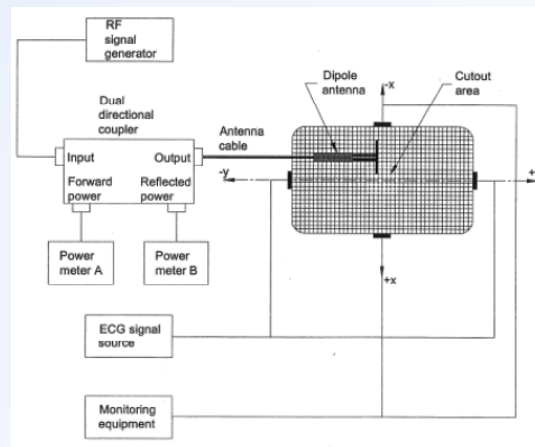 RF
signal
generator
Dual
directional
coupler
Input
Output
Forward
power
Reflected
power
Antenna
cable
Dipole
antenna
-x
Cutout
area
-y
+
+x
Power
meter A
Power
meter B
ECG signal
source
Monitoring
equipment